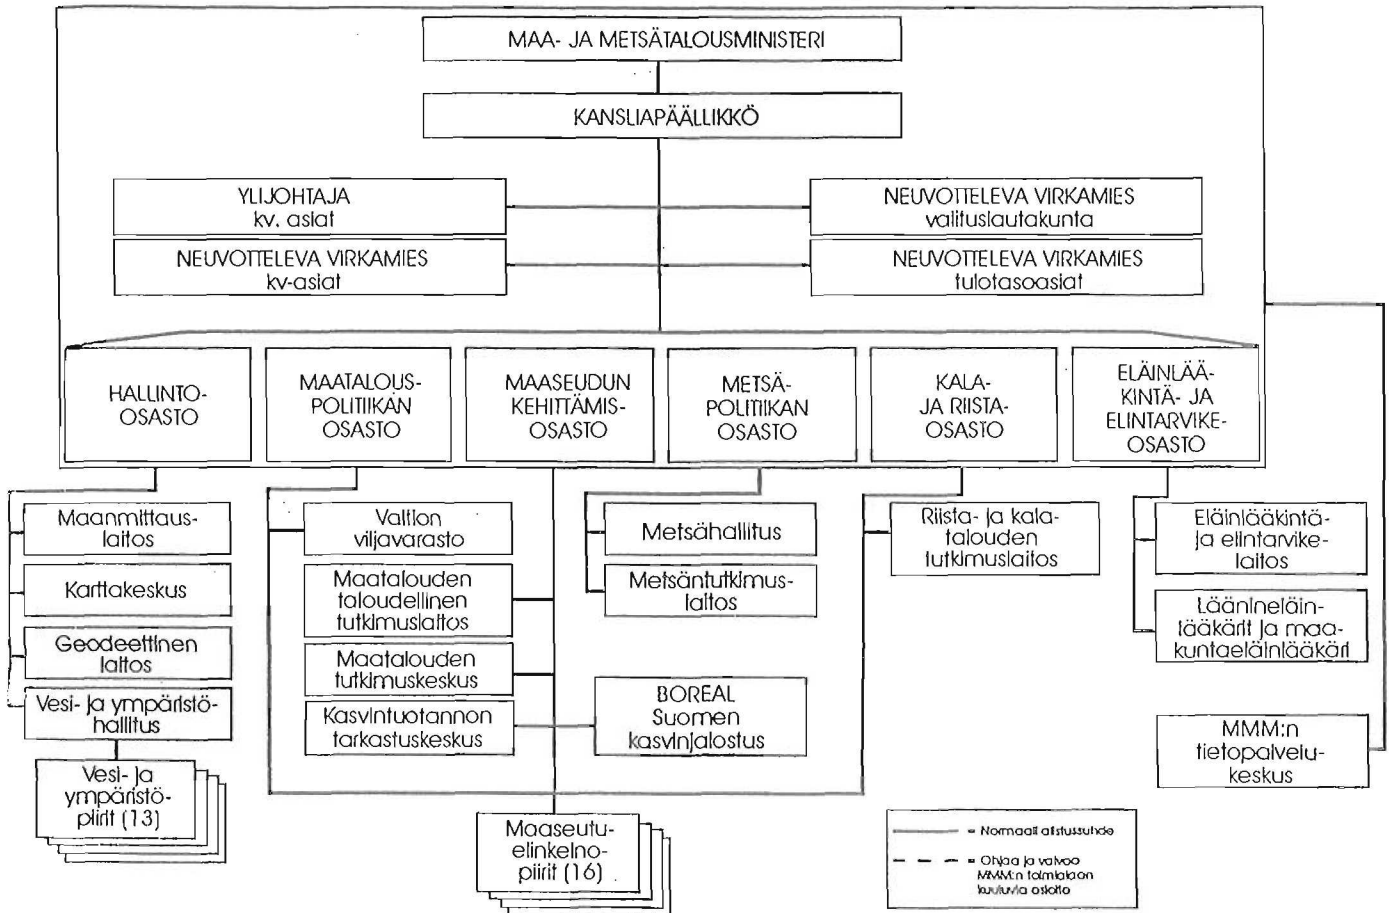 MAA- JA METSÄTALOUSMINISTERI
KANSLIAPÄÄLLIKKÖ
YLIJOHTAJA
kv. asiat
NEUVOTTELEVA VIRKAMIES
valituslautakunta
NEUVOTTELEVA VIRKAMIES
kv-asiat
NEUVOTTELEVA VIRKAMIES
tulotasoasiat
HALLINTO-
OSASTO
MAATALOUS-
POLITIIKAN
OSASTO
MAASEUDUN
KEHITTÄMIS-
OSASTO
METSÄ-
POLITIIKAN
OSASTO
KALA-
JA RIISTA-
OSASTO
ELÄINLÄÄ-
KINTÄ- JA
ELINTARVIKE-
OSASTO
Maanmittaus-
laitos
Karttakeskus
Geodeettinen
laitos
Vesi- ja ympäristö-
hallitus
Vesi- ja
ympäristö-
piirit (13)
Valtion
viljavarasto
Maatalouden
taloudellinen
tutkimuslaitos
Maatalouden
tutkimuskeskus
Kasvintuotannon
tarkastuskeskus
BOREAL
Suomen
kasvinjalostus
Maaseutu-
elinkeino-
piirit (16)
Metsähallitus
Metsäntutkimus-
laitos
Riista- ja kala-
talouden
tutkimuslaitos
Eläinlääkintä-
ja elintarvike-
laitos
Läänineläin-
lääkärit ja maa-
kuntaeläinlääkäri
MMM:n
tietopalvelu-
keskus
= Normaali alistussuhde
= Ohjaa ja valvoo
MMM:n toimialaan
kuuluvia asioita